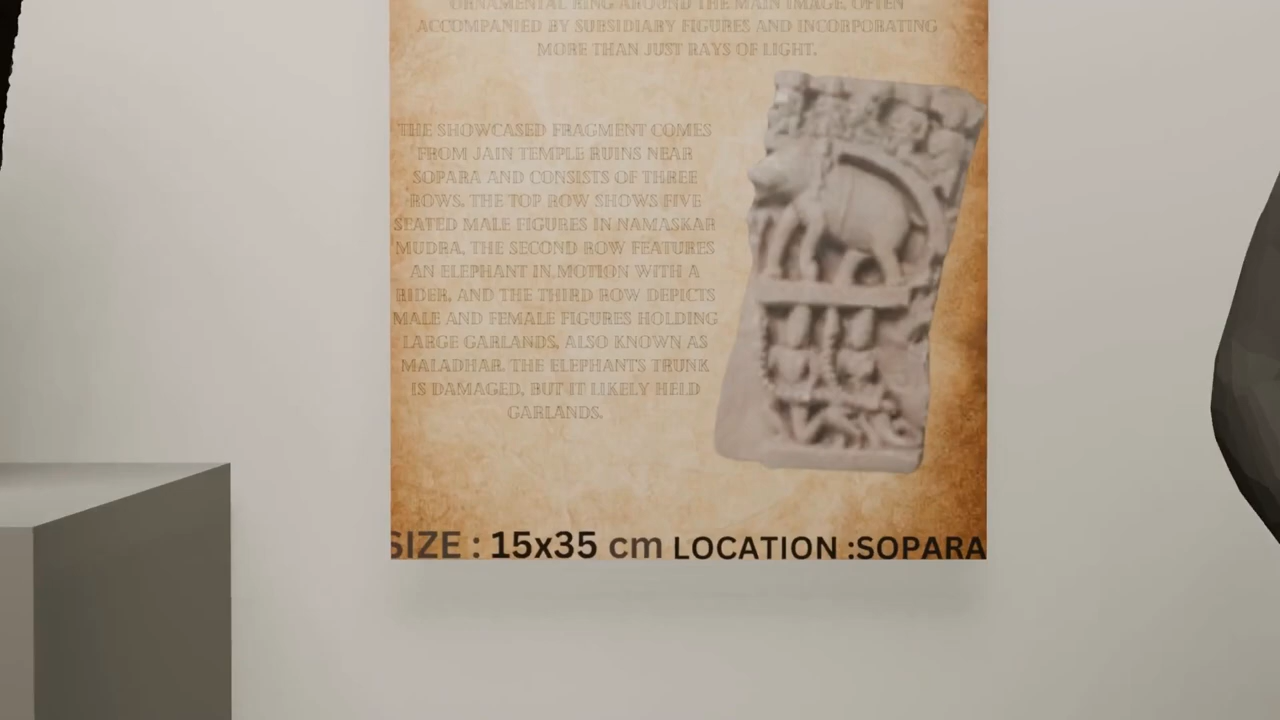 ORNAMENTAL RING AROUND THE MAIN IMAGE, OFTEN
ACCOMPANIED BY SUBSIDIARY FIGURES AND INCORPORATING
MORE THAN JUST RAYS OF LIGHT.
THE SHOWCASED FRAGMENT COMES
FROM JAIN TEMPLE RUINS NEAR
SOPARA AND CONSISTS OF THREE
ROWS. THE TOP ROW SHOWS FIVE
SEATED MALE FIGURES IN NAMASKAR
MUDRA, THE SECOND ROW FEATURES
AN ELEPHANT IN MOTION WITH A
RIDER, AND THE THIRD ROW DEPICTS
MALE AND FEMALE FIGURES HOLDING
LARGE GARLANDS, ALSO KNOWN AS
MALADHAR. THE ELEPHANT'S TRUNK
IS DAMAGED, BUT IT LIKELY HELD
GARLANDS.
SIZE : 15x35 cm LOCATION :SOPARA